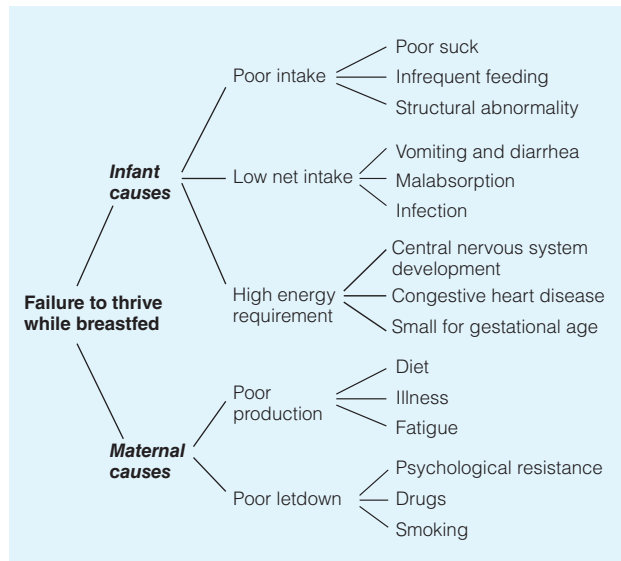 Failure to thrive
while breastfed
Infant
causes
Poor intake
Poor suck
Infrequent feeding
Structural abnormality
Low net intake
Vomiting and diarrhea
Malabsorption
Infection
High energy
requirement
Central nervous system
development
Congestive heart disease
Small for gestational age
Maternal
causes
Poor
production
Diet
Illness
Fatigue
Poor letdown
Psychological resistance
Drugs
Smoking